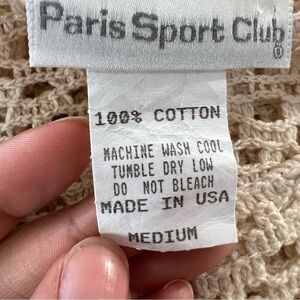 Paris Sport Club®
100% COTTON
MACHINE WASH COOL
TUMBLE DRY LOW
DO NOT BLEACH
MADE IN USA
MEDIUM